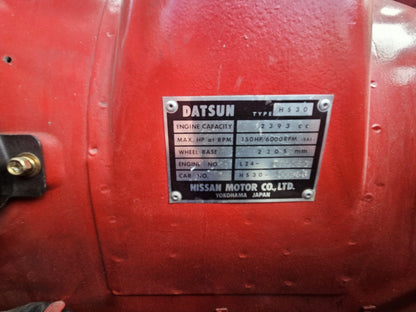 DATSUN TYPE HS30
ENGINE CAPACITY 2393 cc
MAX. HP at RPM 150HP/6000RPM (SAE)
WHEEL BASE 2305 mm
ENGINE NO. L24-
CAR NO. HS30-
NISSAN MOTOR CO., LTD.
YOKOHAMA JAPAN